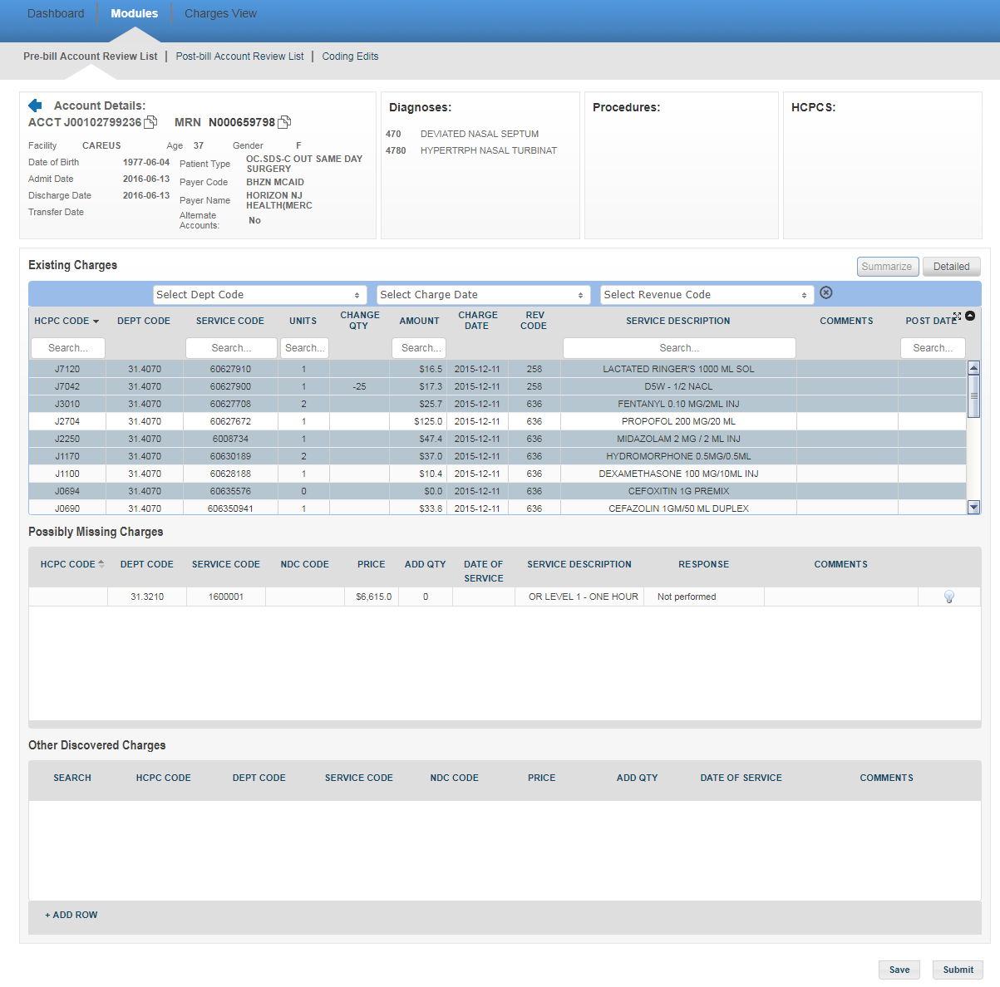 Dashboard Modules Charges View
Pre-bill Account Review List Post-bill Account Review List Coding Edits
Account Details:
ACCT J00102799236 MRN N000659798
Facility CAREUS Age 37 Gender F
Date of Birth 1977-06-04 Patient Type OC.SDS-C OUT SAME DAY SURGERY
Admit Date 2016-06-13 Payer Code BHZN MCAID
Discharge Date 2016-06-13 Payer Name HORIZON NJ HEALTH(MERC
Transfer Date Alternate Accounts: No
Diagnoses:
470 DEVIATED NASAL SEPTUM
4780 HYPERTRPH NASAL TURBINAT
Procedures:
HCPCS:
Existing Charges Summarize Detailed
Select Dept Code Select Charge Date Select Revenue Code
HCPC CODE DEPT CODE SERVICE CODE UNITS CHANGE QTY AMOUNT CHARGE DATE REV CODE SERVICE DESCRIPTION COMMENTS POST DATE
Search... Search... Search... Search... Search... Search...
J7120 31.4070 60627910 1 $16.5 2015-12-11 258 LACTATED RINGER'S 1000 ML SOL
J7042 31.4070 60627900 1 -25 $17.3 2015-12-11 258 D5W - 1/2 NACL
J3010 31.4070 60627708 2 $25.7 2015-12-11 636 FENTANYL 0.10 MG/2ML INJ
J2704 31.4070 60627672 1 $125.0 2015-12-11 636 PROPOFOL 200 MG/20 ML
J2250 31.4070 6008734 1 $47.4 2015-12-11 636 MIDAZOLAM 2 MG / 2 ML INJ
J1170 31.4070 60630189 2 $37.0 2015-12-11 636 HYDROMORPHONE 0.5MG/0.5ML
J1100 31.4070 60628188 1 $10.4 2015-12-11 636 DEXAMETHASONE 100 MG/10ML INJ
J0694 31.4070 60635576 0 $0.0 2015-12-11 636 CEFOXITIN 1G PREMIX
J0690 31.4070 606350941 1 $33.8 2015-12-11 636 CEFAZOLIN 1GM/50 ML DUPLEX
Possibly Missing Charges
HCPC CODE DEPT CODE SERVICE CODE NDC CODE PRICE ADD QTY DATE OF SERVICE SERVICE DESCRIPTION RESPONSE COMMENTS
31.3210 1600001 $6,615.0 0 OR LEVEL 1 - ONE HOUR Not performed
Other Discovered Charges
SEARCH HCPC CODE DEPT CODE SERVICE CODE NDC CODE PRICE ADD QTY DATE OF SERVICE COMMENTS
+ ADD ROW
Save Submit